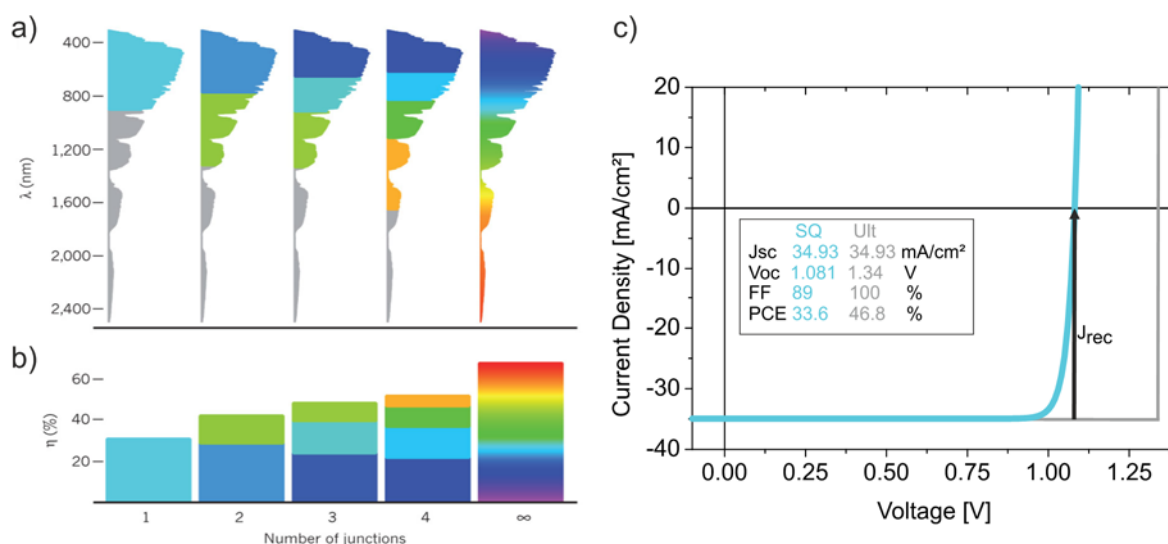 a)
400
800
1,200
1,600
2,000
2,400
λ (nm)
b)
60
40
20
η (%)
1 2 3 4 ∞
Number of junctions
c)
20
10
0
-10
-20
-30
-40
Current Density [mA/cm²]
SQ Ult
Jsc 34.93 34.93 mA/cm²
Voc 1.081 1.34 V
FF 89 100 %
PCE 33.6 46.8 %
Jrec
0.00 0.25 0.50 0.75 1.00 1.25
Voltage [V]